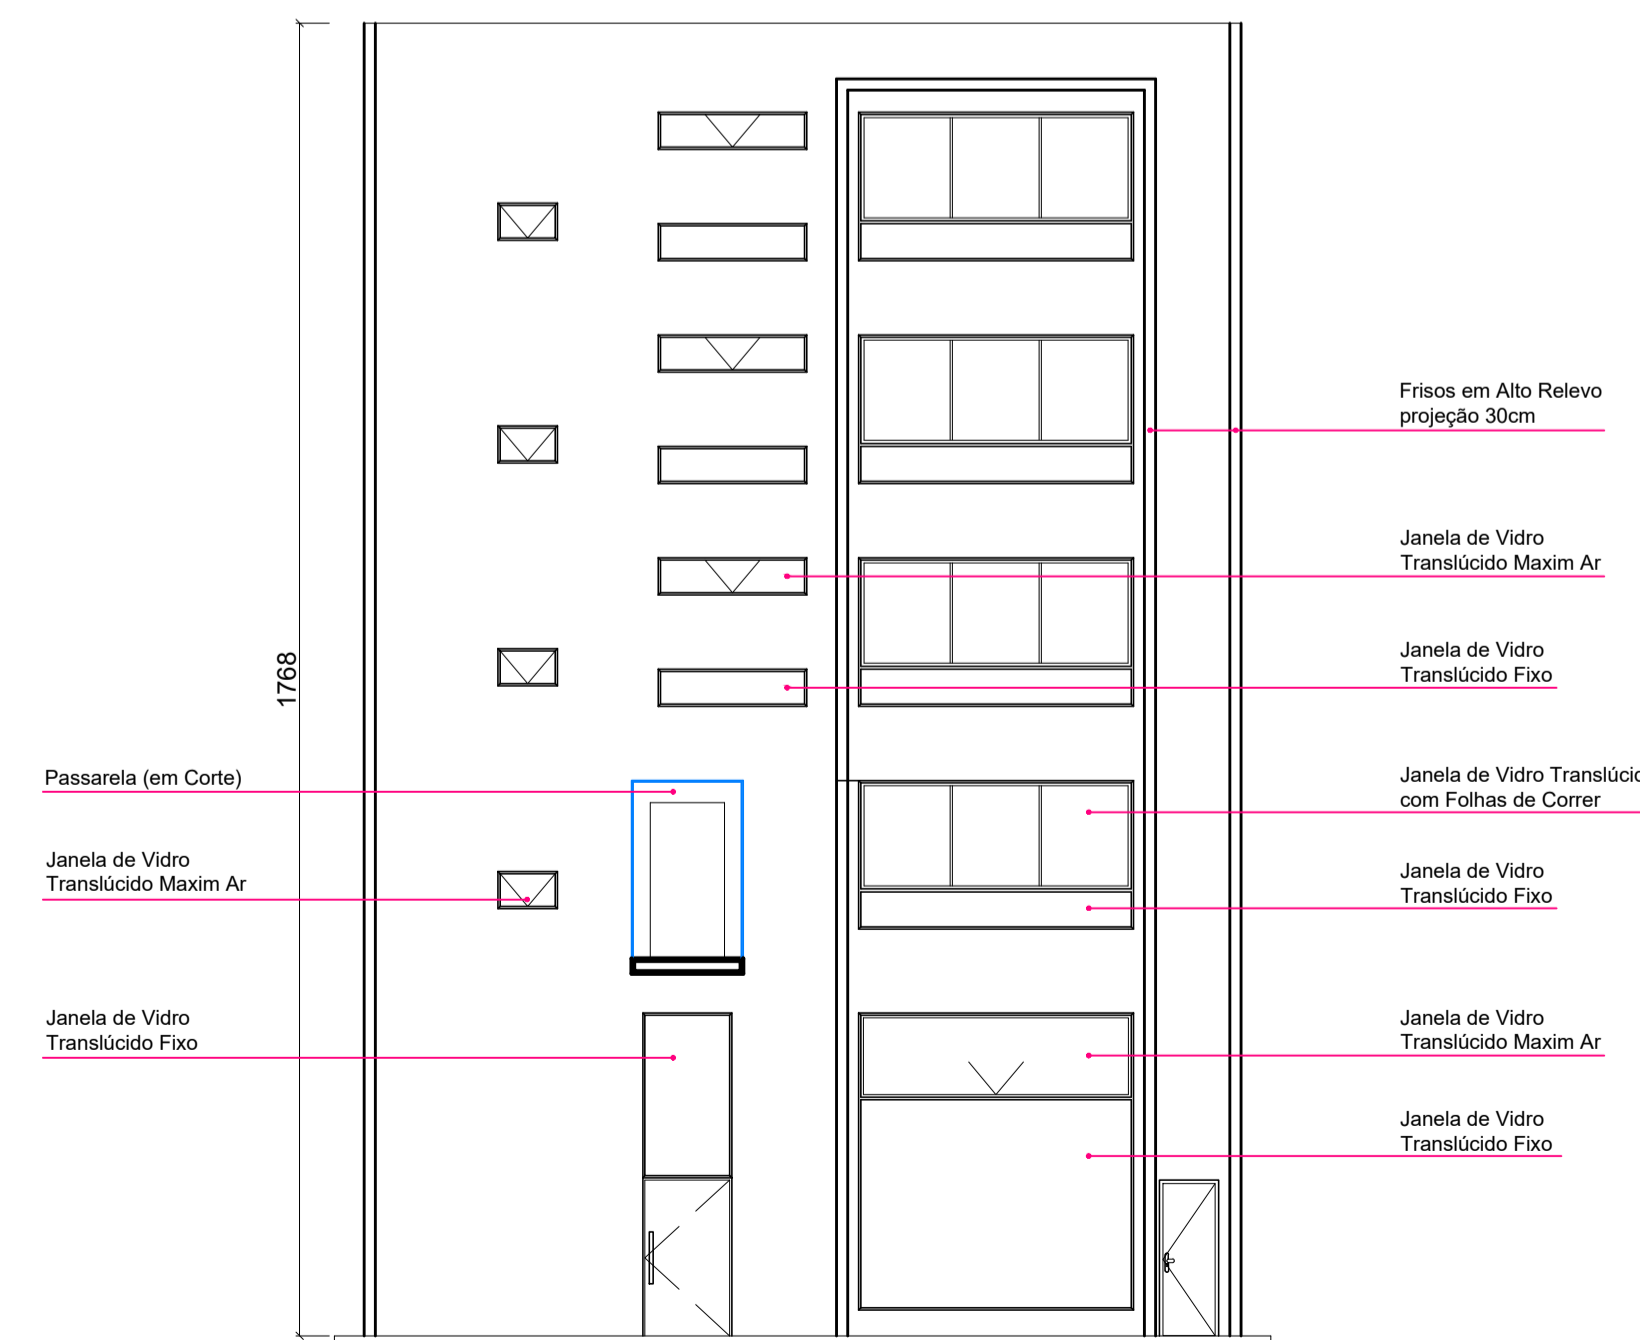 Frisos em Alto Relevo
projeção 30cm
Janela de Vidro
Translúcido Maxim Ar
Janela de Vidro
Translúcido Fixo
1768
Passarela (em Corte)
Janela de Vidro
com Folhas de Correr
Janela de Vidro
Translúcido Maxim Ar
Janela de Vidro
Translúcido Fixo
Janela de Vidro
Translúcido Fixo
Janela de Vidro
Translúcido Maxim Ar
Janela de Vidro
Translúcido Fixo